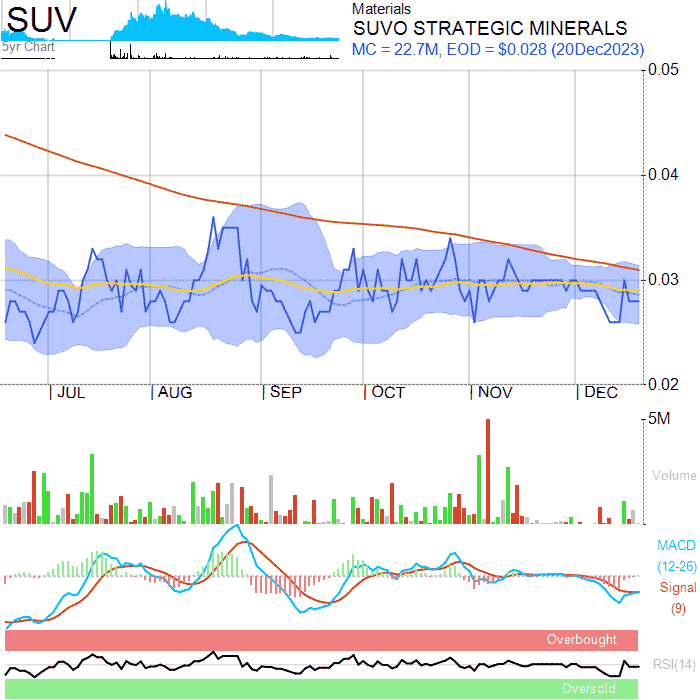 SUV
5yr Chart
Materials
SUVO STRATEGIC MINERALS
MC = 22.7M, EOD = $0.028 (20Dec2023)
0.05
0.04
0.03
0.02
JUL AUG SEP OCT NOV DEC
5M
Volume
MACD
(12-26)
Signal
(9)
Overbought
RSI(14)
Oversold